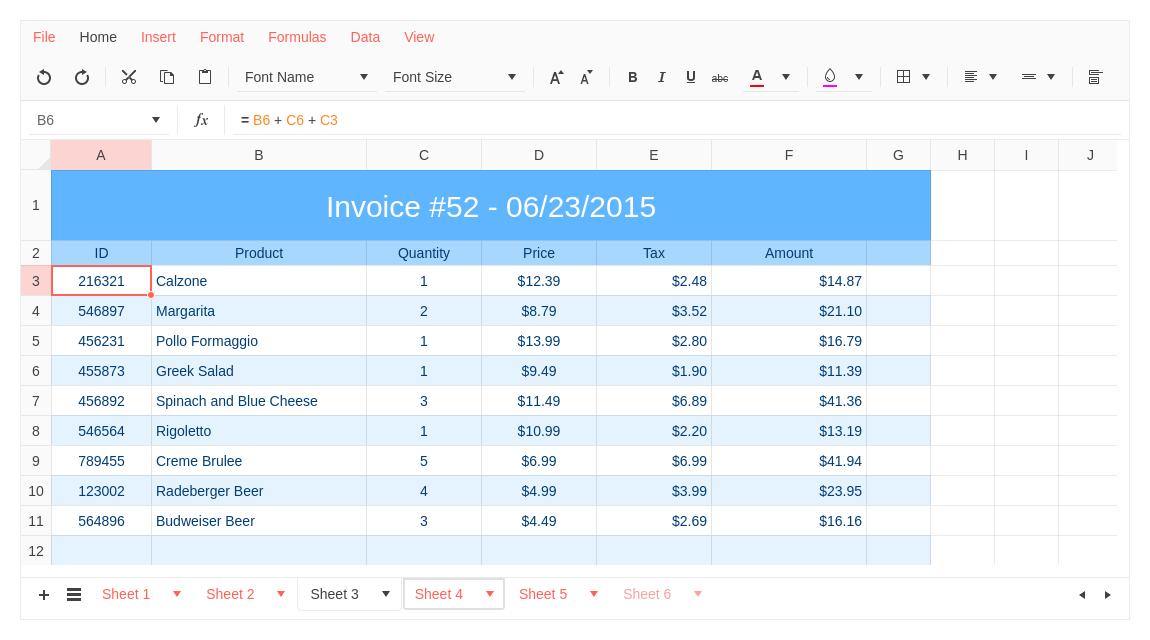 File Home Insert Format Formulas Data View
Font Name Font Size A A B I U abc A
B6 fx = B6 + C6 + C3
A B C D E F G H I J
1 Invoice #52 - 06/23/2015
2 ID Product Quantity Price Tax Amount
3 216321 Calzone 1 $12.39 $2.48 $14.87
4 546897 Margarita 2 $8.79 $3.52 $21.10
5 456231 Pollo Formaggio 1 $13.99 $2.80 $16.79
6 455873 Greek Salad 1 $9.49 $1.90 $11.39
7 456892 Spinach and Blue Cheese 3 $11.49 $6.89 $41.36
8 546564 Rigoletto 1 $10.99 $2.20 $13.19
9 789455 Creme Brulee 5 $6.99 $6.99 $41.94
10 123002 Radeberger Beer 4 $4.99 $3.99 $23.95
11 564896 Budweiser Beer 3 $4.49 $2.69 $16.16
12
Sheet 1 Sheet 2 Sheet 3 Sheet 4 Sheet 5 Sheet 6